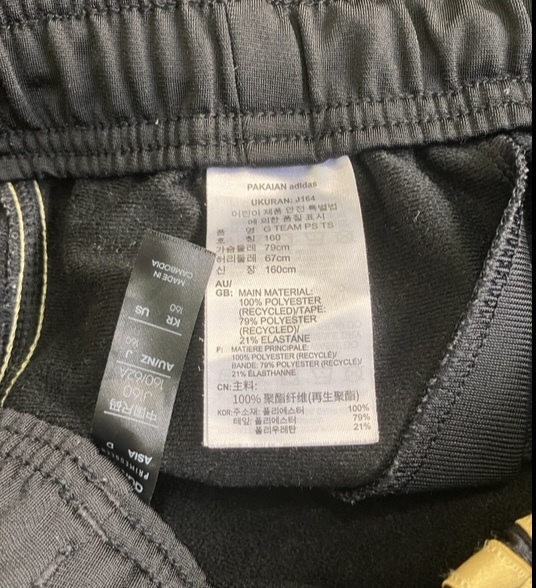 PAKAIAN adidas
UKURAN: J164
어린이 제품 안전 특별법
에 의한 품질 표시
품 명 G TEAM PS TS
호 칭 160
가슴둘레 79cm
허리둘레 67cm
신 장 160cm
AU/
GB: MAIN MATERIAL:
100% POLYESTER
(RECYCLED)/TAPE:
79% POLYESTER
(RECYCLED)/
21% ELASTANE
F: MATIERE PRINCIPALE:
100% POLYESTER (RECYCLÉ)/
BANDE: 79% POLYESTER (RECYCLÉ)/
21% ÉLASTHANNE
CN: 主料:
100% 聚酯纤维(再生聚酯)
KOR: 주소재: 폴리에스터 100%
테잎: 폴리에스터 79%
폴리우레탄 21%
ASIA D
中国尺码
J160
160/62A
AU/NZ J
KR US
160
MADE IN
CAMBODIA